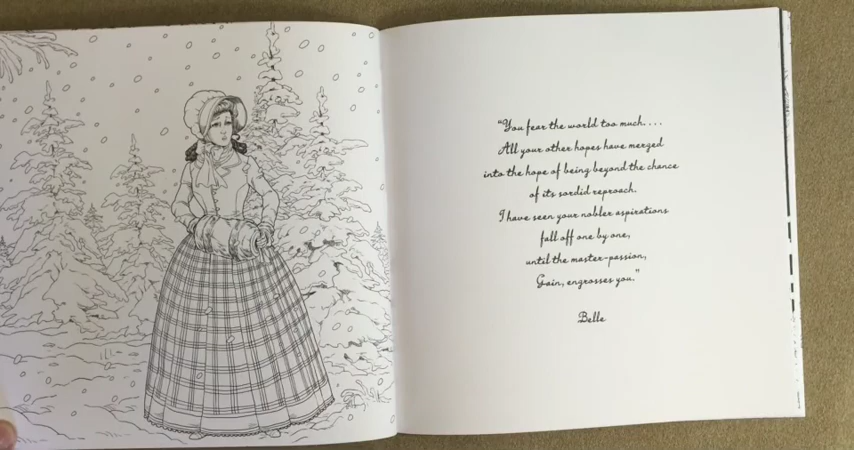 “You fear the world too much. . . .
All your other hopes have merged
into the hope of being beyond the chance
of its sordid reproach.
I have seen your nobler aspirations
fall off one by one,
until the master-passion,
Gain, engrosses you.”
Belle